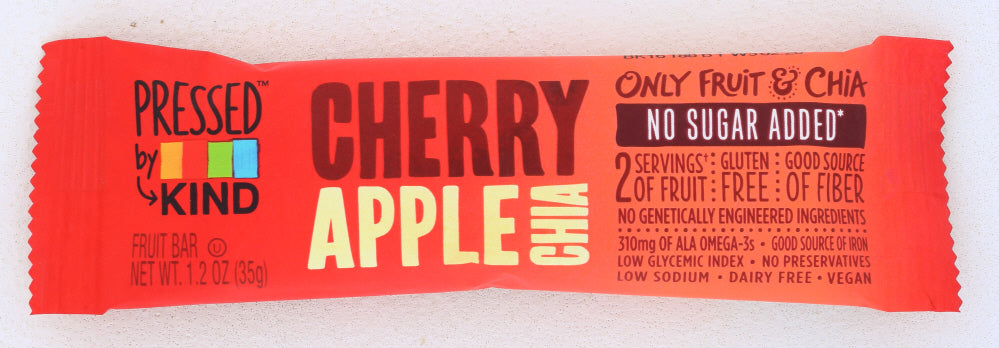 PRESSED™
by
KIND
FRUIT BAR Ⓤ
NET WT. 1.2 OZ (35g)
CHERRY
APPLE
CHIA
ONLY FRUIT & CHIA
NO SUGAR ADDED*
2 SERVINGS† OF FRUIT
GLUTEN FREE
GOOD SOURCE OF FIBER
NO GENETICALLY ENGINEERED INGREDIENTS
310mg OF ALA OMEGA-3s • GOOD SOURCE OF IRON
LOW GLYCEMIC INDEX • NO PRESERVATIVES
LOW SODIUM • DAIRY FREE • VEGAN